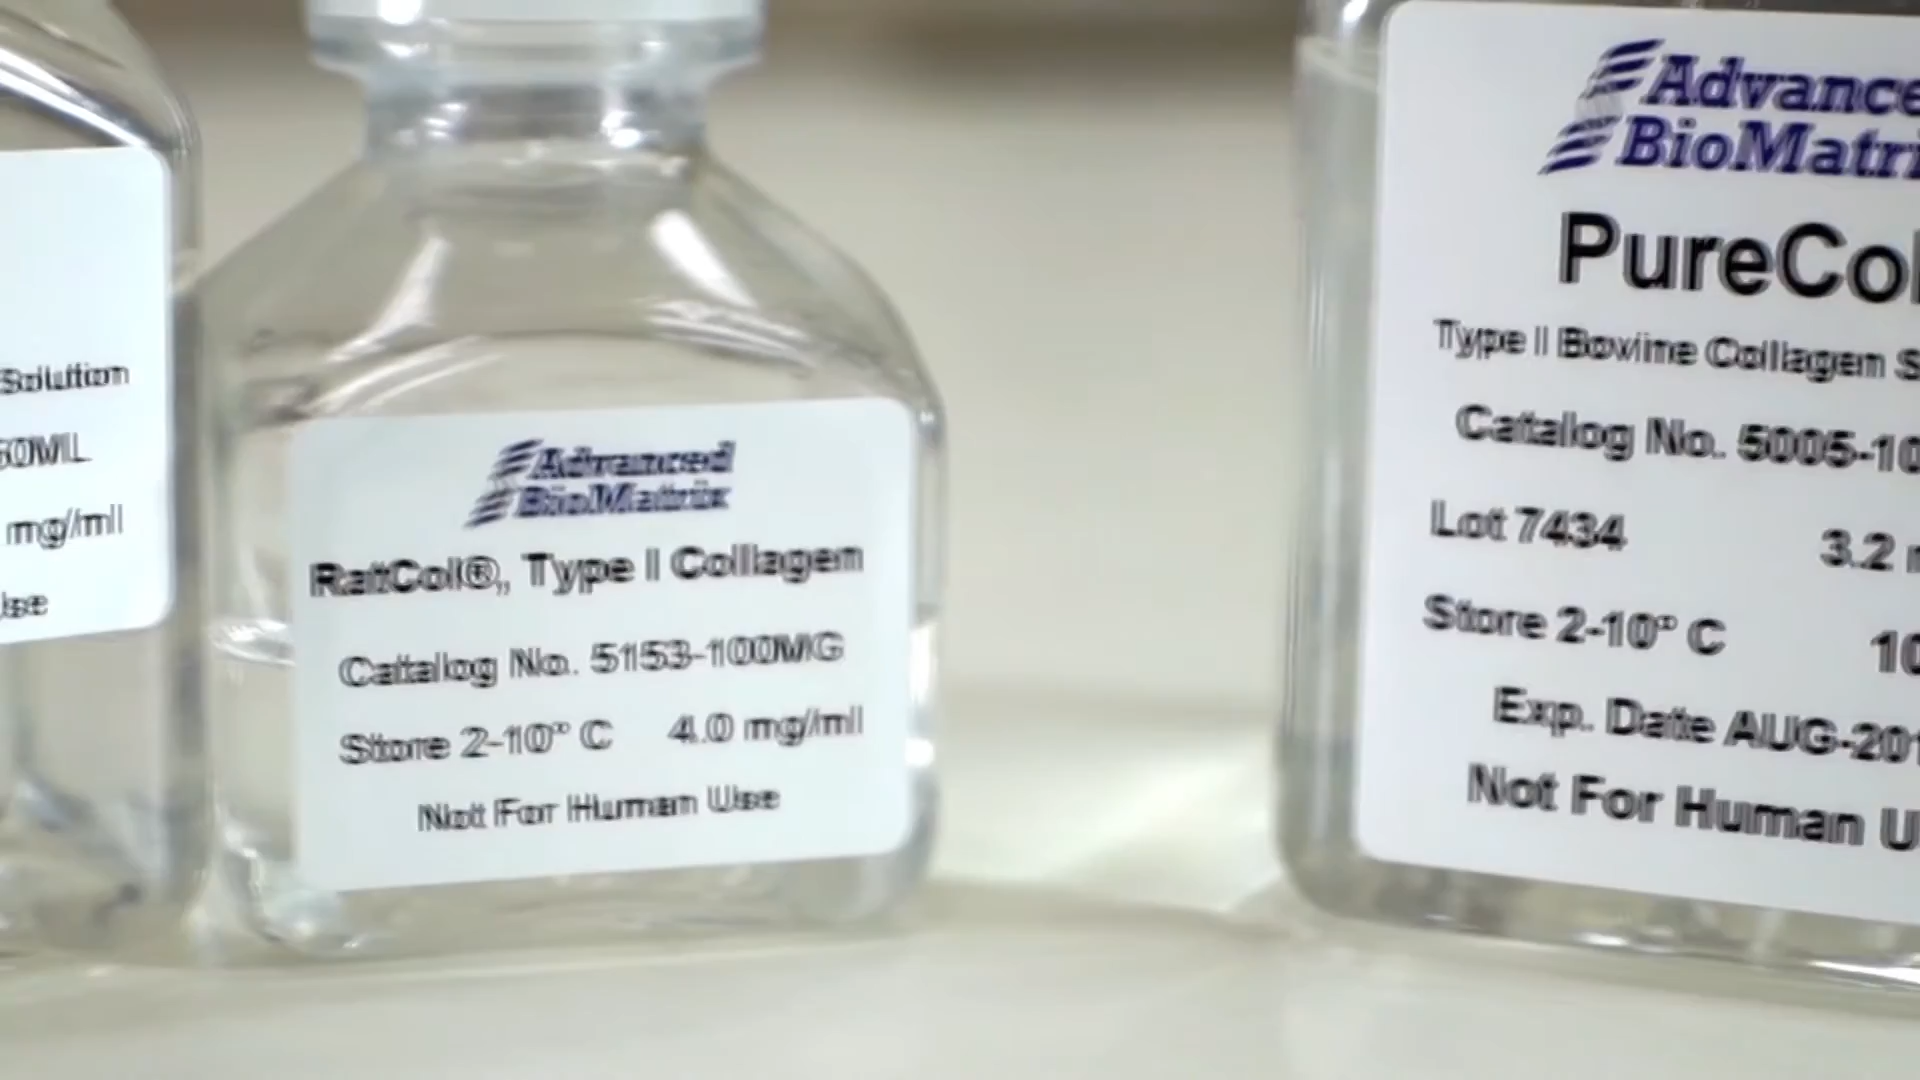 Solution
mg/ml
Use
Advanced
BioMatrix
RatCol®, Type I Collagen
Catalog No. 5153-100MG
Store 2-10° C 4.0 mg/ml
Not For Human Use
Advance
BioMatri
PureCol
Type I Bovine Collagen S
Catalog No. 5005-10
Lot 7434 3.2
Store 2-10° C 10
Exp. Date AUG-201
Not For Human U